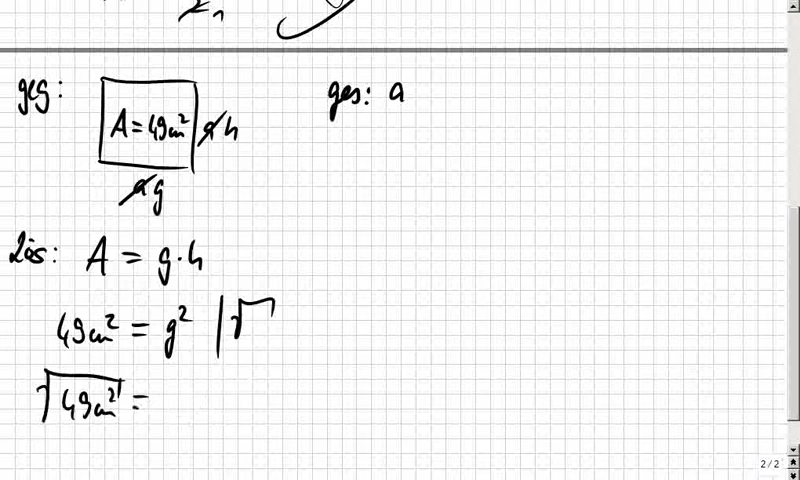 geg: A = 49cm² h ges: a
g
Lös: A = g·h
49cm² = g² |√
√49cm² =
2/2